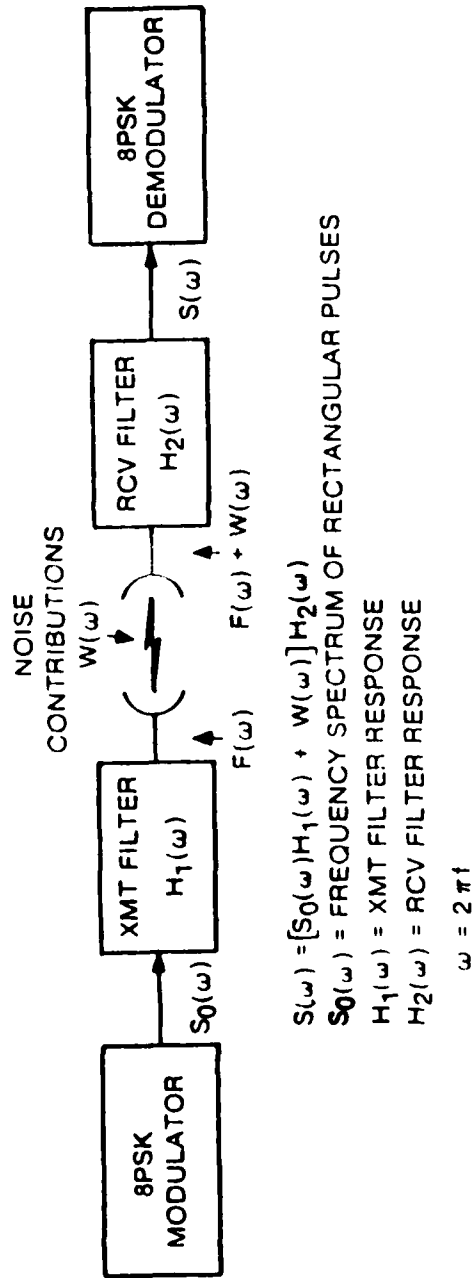 8PSK
MODULATOR
S₀(ω)
XMT FILTER
H₁(ω)
F(ω)
NOISE
CONTRIBUTIONS
W(ω)
F(ω) + W(ω)
RCV FILTER
H₂(ω)
S(ω)
8PSK
DEMODULATOR
S(ω) = [S₀(ω)H₁(ω) + W(ω)]H₂(ω)
S₀(ω) = FREQUENCY SPECTRUM OF RECTANGULAR PULSES
H₁(ω) = XMT FILTER RESPONSE
H₂(ω) = RCV FILTER RESPONSE
ω = 2πf